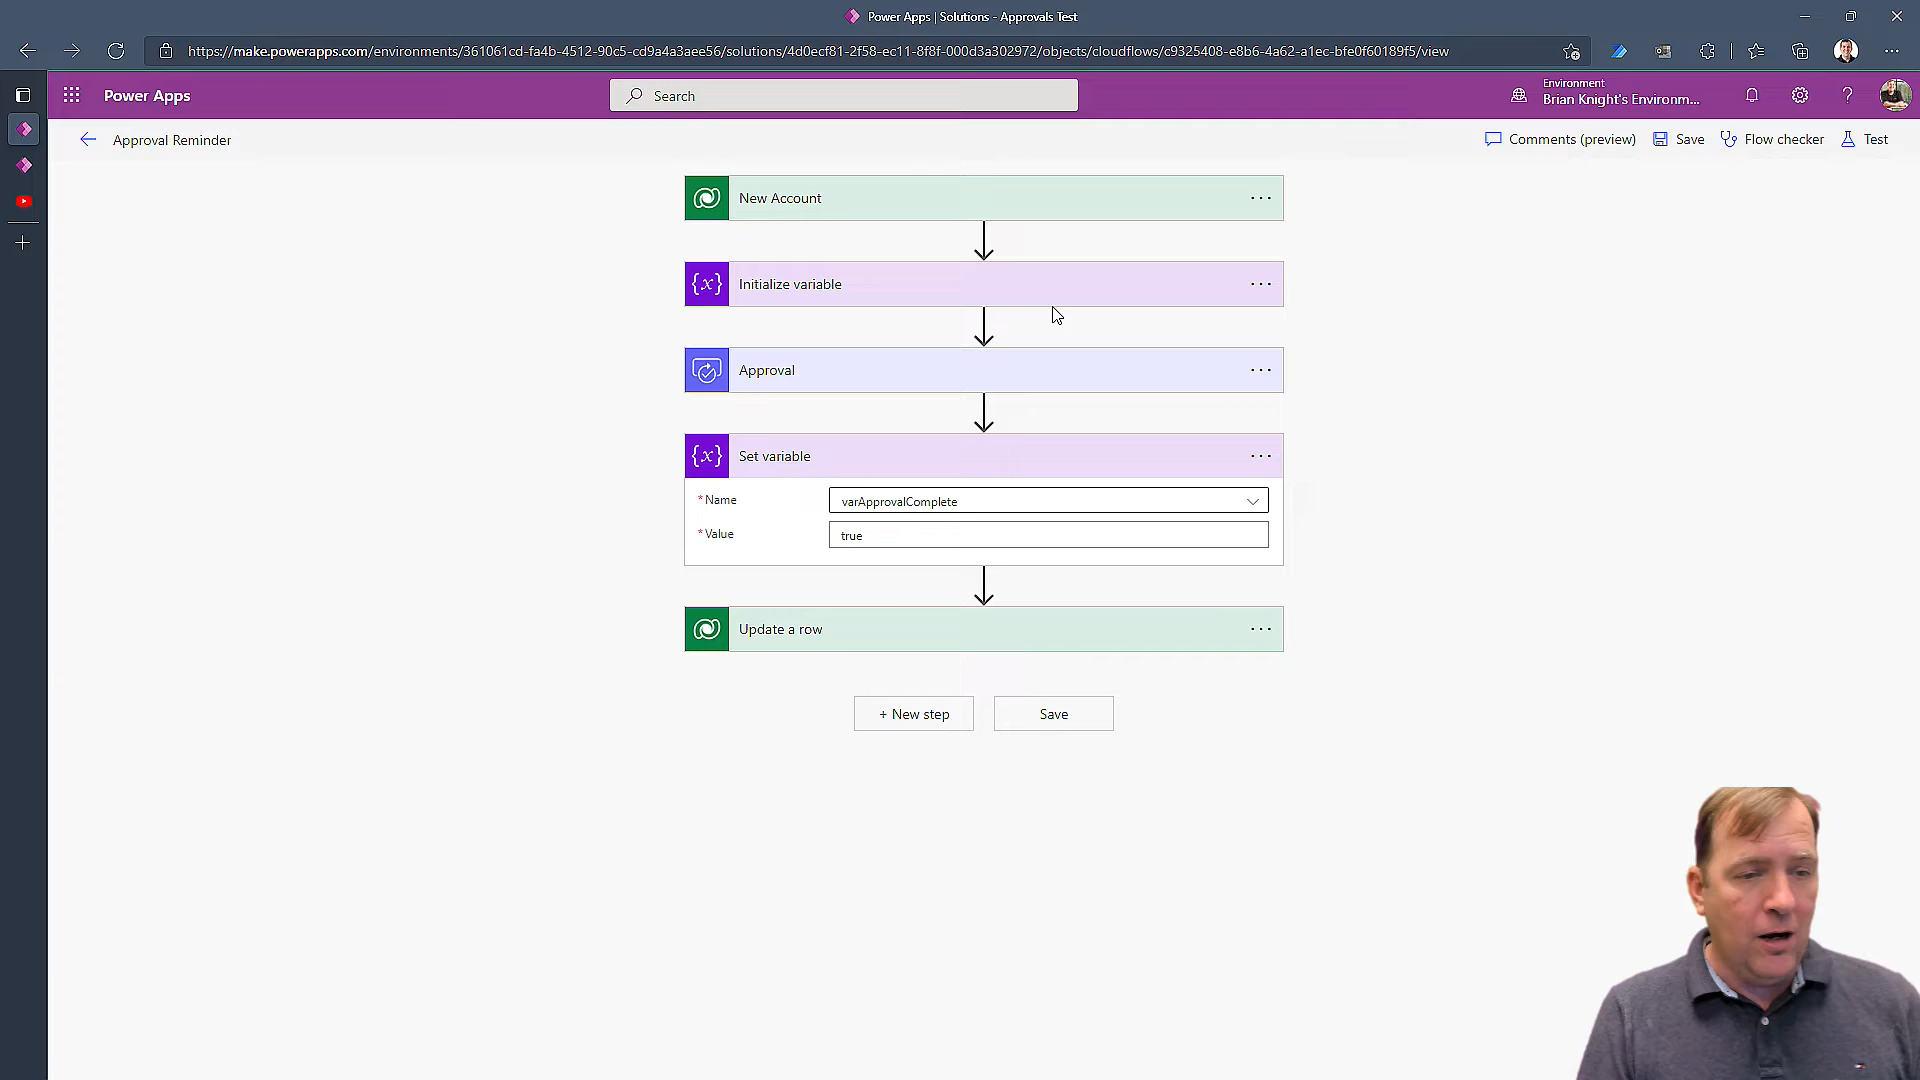 Power Apps | Solutions - Approvals Test
https://make.powerapps.com/environments/361061cd-fa4b-4512-90c5-cd9a4a3aee56/solutions/4d0ecf81-2f58-ec11-8f8f-000d3a302972/objects/cloudflows/c9325408-e8b6-4a62-a1ec-bfe0f60189f5/view
Power Apps
Search
Environment
Brian Knight's Environm...
Approval Reminder
Comments (preview)
Save
Flow checker
Test
New Account
{x} Initialize variable
Approval
{x} Set variable
*Name
varApprovalComplete
*Value
true
Update a row
+ New step
Save